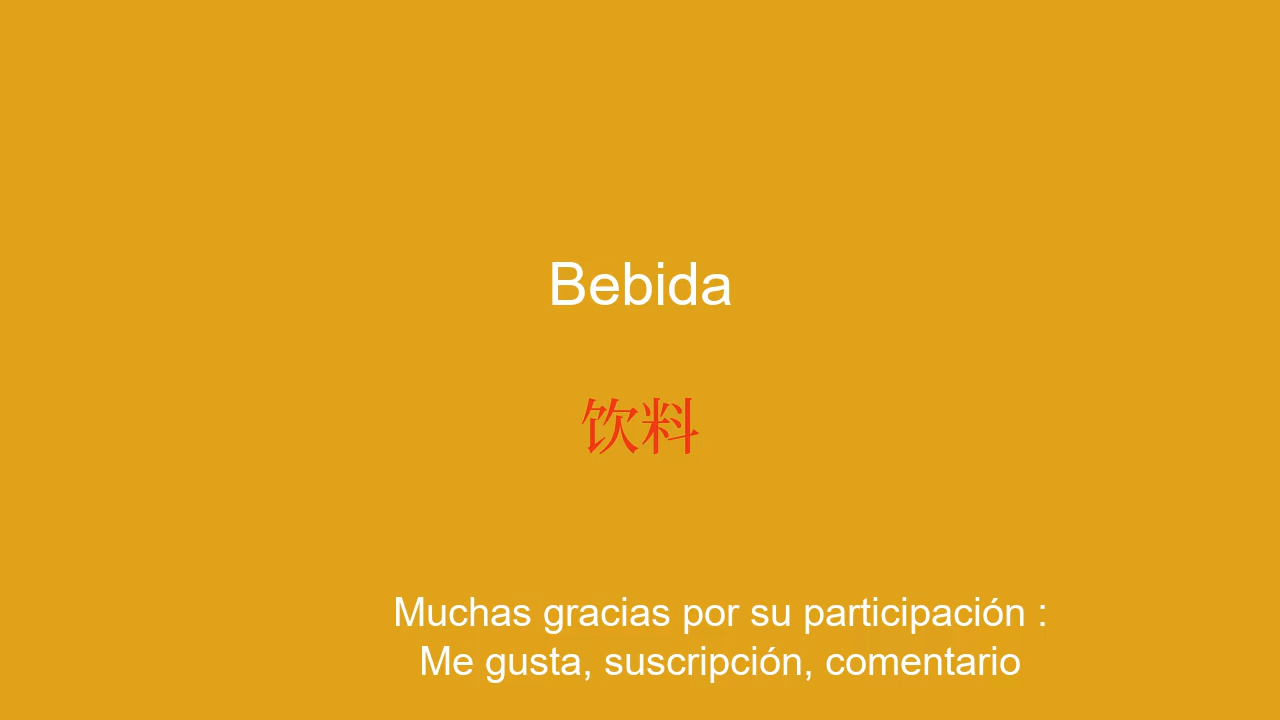 Bebida
饮料
Muchas gracias por su participación :
Me gusta, suscripción, comentario